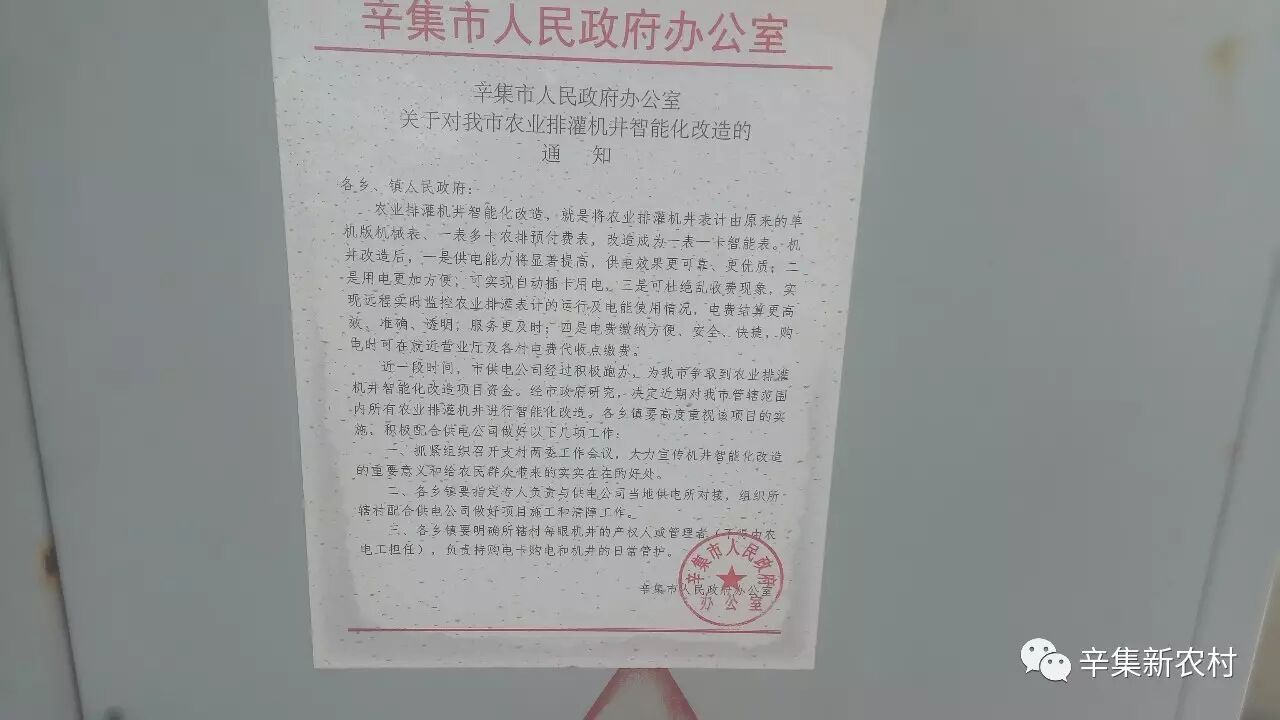 辛集市人民政府办公室
辛集市人民政府办公室
关于对我市农业排灌机井智能化改造的
通 知
各乡、镇人民政府：
农业排灌机井智能化改造，就是将农业排灌机井表计由原来的单
机版机械表、一表多卡农排预付费表，改造成为一表一卡智能表。机
井改造后，一是供电能力将显著提高，供电效果更可靠、更优质；二
是用电更加方便，可实现自动插卡用电。三是可杜绝乱收费现象，实
现远程实时监控农业排灌表计的运行及电能使用情况，电费结算更高
效、准确、透明，服务更及时；四是电费缴纳方便、安全、快捷，购
电时可在就近营业厅及各村电费代收点缴费。
近一段时间，市供电公司经过积极跑办，为我市争取到农业排灌
机井智能化改造项目资金。经市政府研究，决定近期对我市管辖范围
内所有农业排灌机井进行智能化改造。各乡镇要高度重视该项目的实
施，积极配合供电公司做好以下几项工作：
一、抓紧组织召开支村两委工作会议，大力宣传机井智能化改造
的重要意义和给农民群众带来的实实在在的好处。
二、各乡镇要指定专人负责与供电公司当地供电所对接，组织所
辖村配合供电公司做好项目施工和清障工作。
三、各乡镇要明确所辖村每眼机井的产权人或管理者（不得由农
电工担任），负责持购电卡购电和机井的日常管护。
辛集市人民政府办公室
辛集市人民政府
办公室
辛集新农村